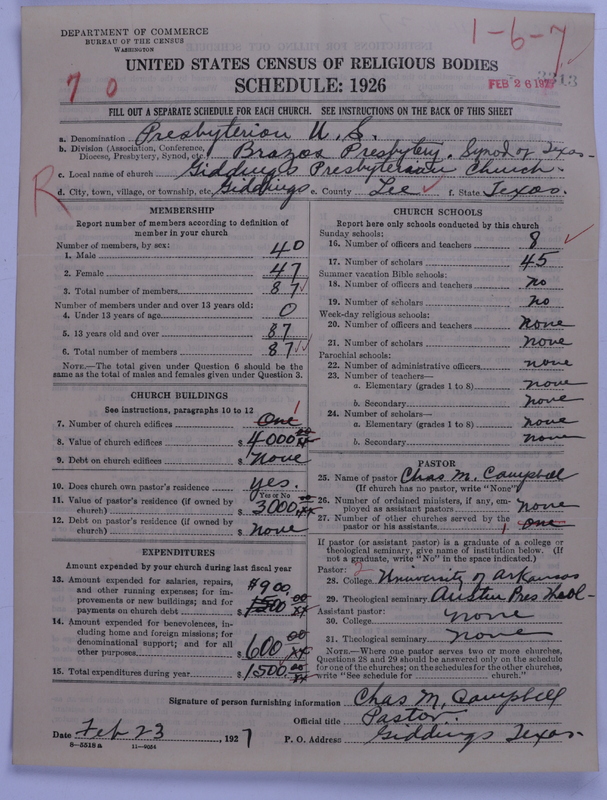 DEPARTMENT OF COMMERCE
BUREAU OF THE CENSUS
WASHINGTON
1-6-7
UNITED STATES CENSUS OF RELIGIOUS BODIES
SCHEDULE: 1926
7 0
FEB 26 1927
FILL OUT A SEPARATE SCHEDULE FOR EACH CHURCH. SEE INSTRUCTIONS ON THE BACK OF THIS SHEET
a. Denomination Presbyterian U.S.
b. Division (Association, Conference, Diocese, Presbytery, Synod, etc.) Brazos Presbytery. Synod of Texas
c. Local name of church Giddings Presbyterian Church
R
d. City, town, village, or township, etc. Giddings e. County Lee f. State Texas.
MEMBERSHIP
Report number of members according to definition of
member in your church
Number of members, by sex:
1. Male 40
2. Female 47
3. Total number of members 87
Number of members under and over 13 years old:
4. Under 13 years of age 0
5. 13 years old and over 87
6. Total number of members 87
NOTE.—The total given under Question 6 should be
same as the total of males and females given under Question 3.
CHURCH BUILDINGS
See instructions, paragraphs 10 to 12
7. Number of church edifices One 1
8. Value of church edifices $ 4000 00/xx
9. Debt on church edifices $ None
10. Does church own pastor's residence yes.
Yes or No
11. Value of pastor's residence (if owned by
church) $ 3000 00/xx
12. Debt on pastor's residence (if owned by
church) $ None
EXPENDITURES
Amount expended by your church during last fiscal year
13. Amount expended for salaries, repairs,
and other running expenses; for im-
provements or new buildings; and for
payments on church debt $900. $1500 00/xx
14. Amount expended for benevolences, in-
cluding home and foreign missions; for
denominational support; and for all
other purposes $ 600 00/xx
15. Total expenditures during year $ 1500 00/xx
CHURCH SCHOOLS
Report here only schools conducted by this church
Sunday schools:
16. Number of officers and teachers 8
17. Number of scholars 45
Summer vacation Bible schools:
18. Number of officers and teachers no
19. Number of scholars no
Week-day religious schools:
20. Number of officers and teachers none
21. Number of scholars none
Parochial schools:
22. Number of administrative officers none
23. Number of teachers—
a. Elementary (grades 1 to 8) none
b. Secondary none
24. Number of scholars—
a. Elementary (grades 1 to 8) none
b. Secondary none
PASTOR
25. Name of pastor Chas M. Campbell
(If church has no pastor, write "None")
26. Number of ordained ministers, if any, em-
ployed as assistant pastors none
27. Number of other churches served by the
pastor or his assistants 1 one
If pastor (or assistant pastor) is a graduate of a college or
theological seminary, give name of institution below. (If
not a graduate, write "No" in the space indicated.)
Pastor: 2
28. College University of Arkansas
29. Theological seminary Austin Pres Theol-
Assistant pastor:
30. College none
31. Theological seminary none
NOTE.—Where one pastor serves two or more churches,
Questions 28 and 29 should be answered only on the schedule
for one of the churches; on the schedules for the other churches,
write "See schedule for church."
Signature of person furnishing information Chas M. Campbell
Official title Pastor.
Date Feb 23, 1927 P. O. Address Giddings Texas-
8-5518 a 11-9034